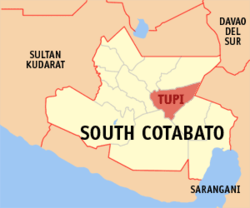 DAVAO
DEL
SUR
SULTAN
KUDARAT
TUPI
SOUTH COTABATO
SARANGANI